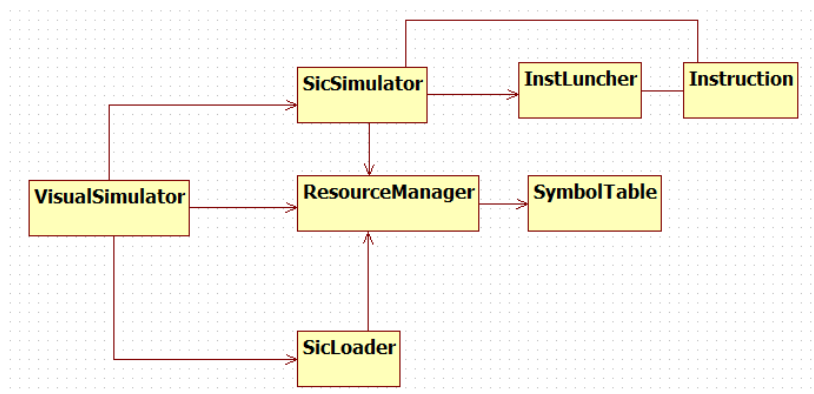 SicSimulator
InstLuncher
Instruction
VisualSimulator
ResourceManager
SymbolTable
SicLoader